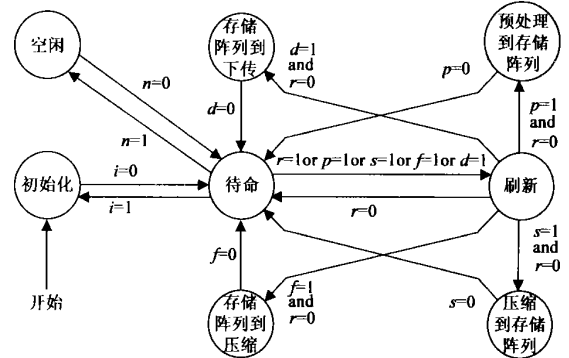 空闲
n=0
n=1
存储
阵列到
下传
d=1
and
r=0
d=0
预处理
到存储
阵列
p=0
p=1
and
r=0
初始化
i=0
i=1
待命
r=1or p=1or s=1or f=1or d=1
r=0
刷新
开始
f=0
存储
阵列到
压缩
f=1
and
r=0
s=0
s=1
and
r=0
压缩
到存储
阵列